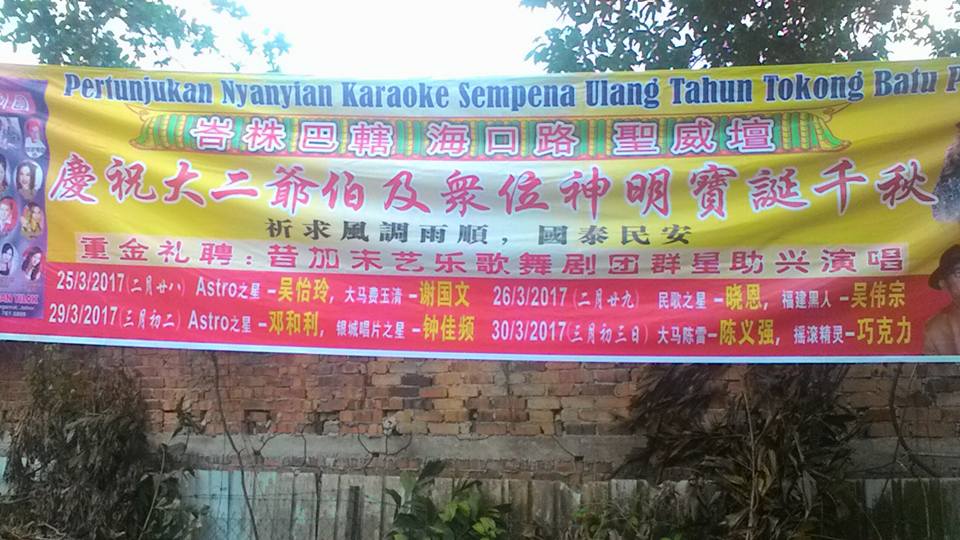 Pertunjukan Nyanyian Karaoke Sempena Ulang Tahun Tokong Batu P
峇株巴轄 海口路 聖威壇
慶祝大二爺伯及衆位神明寶誕千秋
祈求風調雨順，國泰民安
重金礼聘：昔加末艺乐歌舞剧团群星助兴演唱
25/3/2017 (二月廿八) Astro之星 –吴怡玲，大马费玉清 –谢国文 26/3/2017 (二月廿九) 民歌之星 –晓恩，福建黑人 –吴伟宗
29/3/2017 (三月初二) Astro之星 –邓和利，银城唱片之星 –钟佳频 30/3/2017 (三月初三日) 大马陈雷–陈义强，摇滚精灵–巧克力